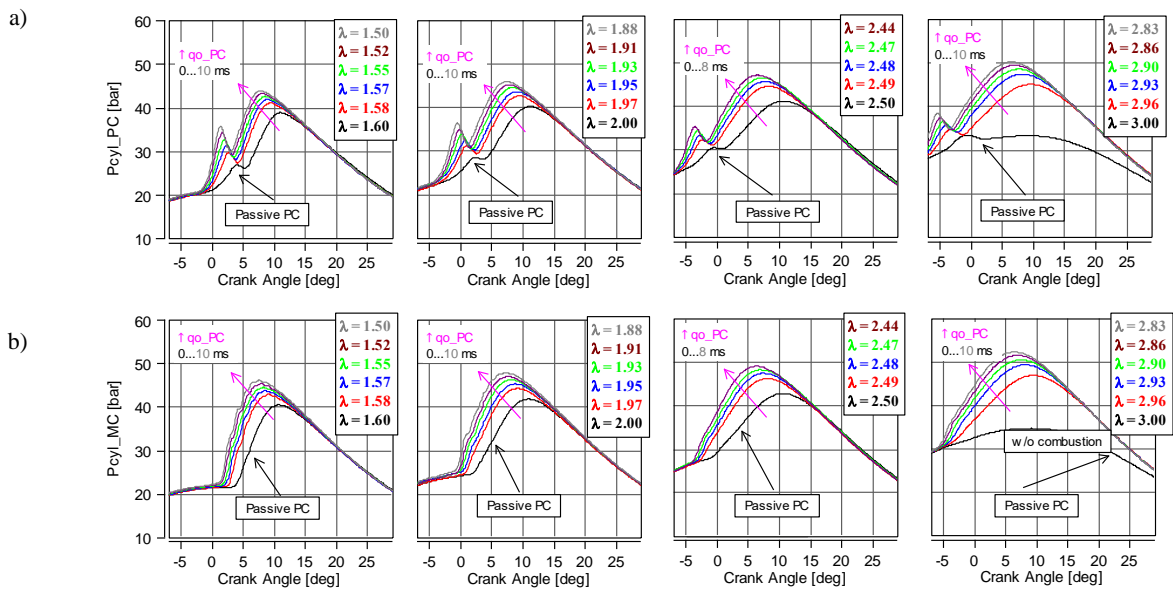 a)
Pcyl_PC [bar]
60
50
40
30
20
10
↑ qo_PC
0...10 ms
λ = 1.50
λ = 1.52
λ = 1.55
λ = 1.57
λ = 1.58
λ = 1.60
Passive PC
-5 0 5 10 15 20 25
Crank Angle [deg]
↑ qo_PC
0...10 ms
λ = 1.88
λ = 1.91
λ = 1.93
λ = 1.95
λ = 1.97
λ = 2.00
Passive PC
-5 0 5 10 15 20 25
Crank Angle [deg]
↑ qo_PC
0...8 ms
λ = 2.44
λ = 2.47
λ = 2.48
λ = 2.49
λ = 2.50
Passive PC
-5 0 5 10 15 20 25
Crank Angle [deg]
↑ qo_PC
0...10 ms
λ = 2.83
λ = 2.86
λ = 2.90
λ = 2.93
λ = 2.96
λ = 3.00
Passive PC
-5 0 5 10 15 20 25
Crank Angle [deg]
b)
Pcyl_MC [bar]
60
50
40
30
20
10
↑ qo_PC
0...10 ms
λ = 1.50
λ = 1.52
λ = 1.55
λ = 1.57
λ = 1.58
λ = 1.60
Passive PC
-5 0 5 10 15 20 25
Crank Angle [deg]
↑ qo_PC
0...10 ms
λ = 1.88
λ = 1.91
λ = 1.93
λ = 1.95
λ = 1.97
λ = 2.00
Passive PC
-5 0 5 10 15 20 25
Crank Angle [deg]
↑ qo_PC
0...8 ms
λ = 2.44
λ = 2.47
λ = 2.48
λ = 2.49
λ = 2.50
Passive PC
-5 0 5 10 15 20 25
Crank Angle [deg]
↑ qo_PC
0...10 ms
λ = 2.83
λ = 2.86
λ = 2.90
λ = 2.93
λ = 2.96
λ = 3.00
w/o combustion
Passive PC
-5 0 5 10 15 20 25
Crank Angle [deg]